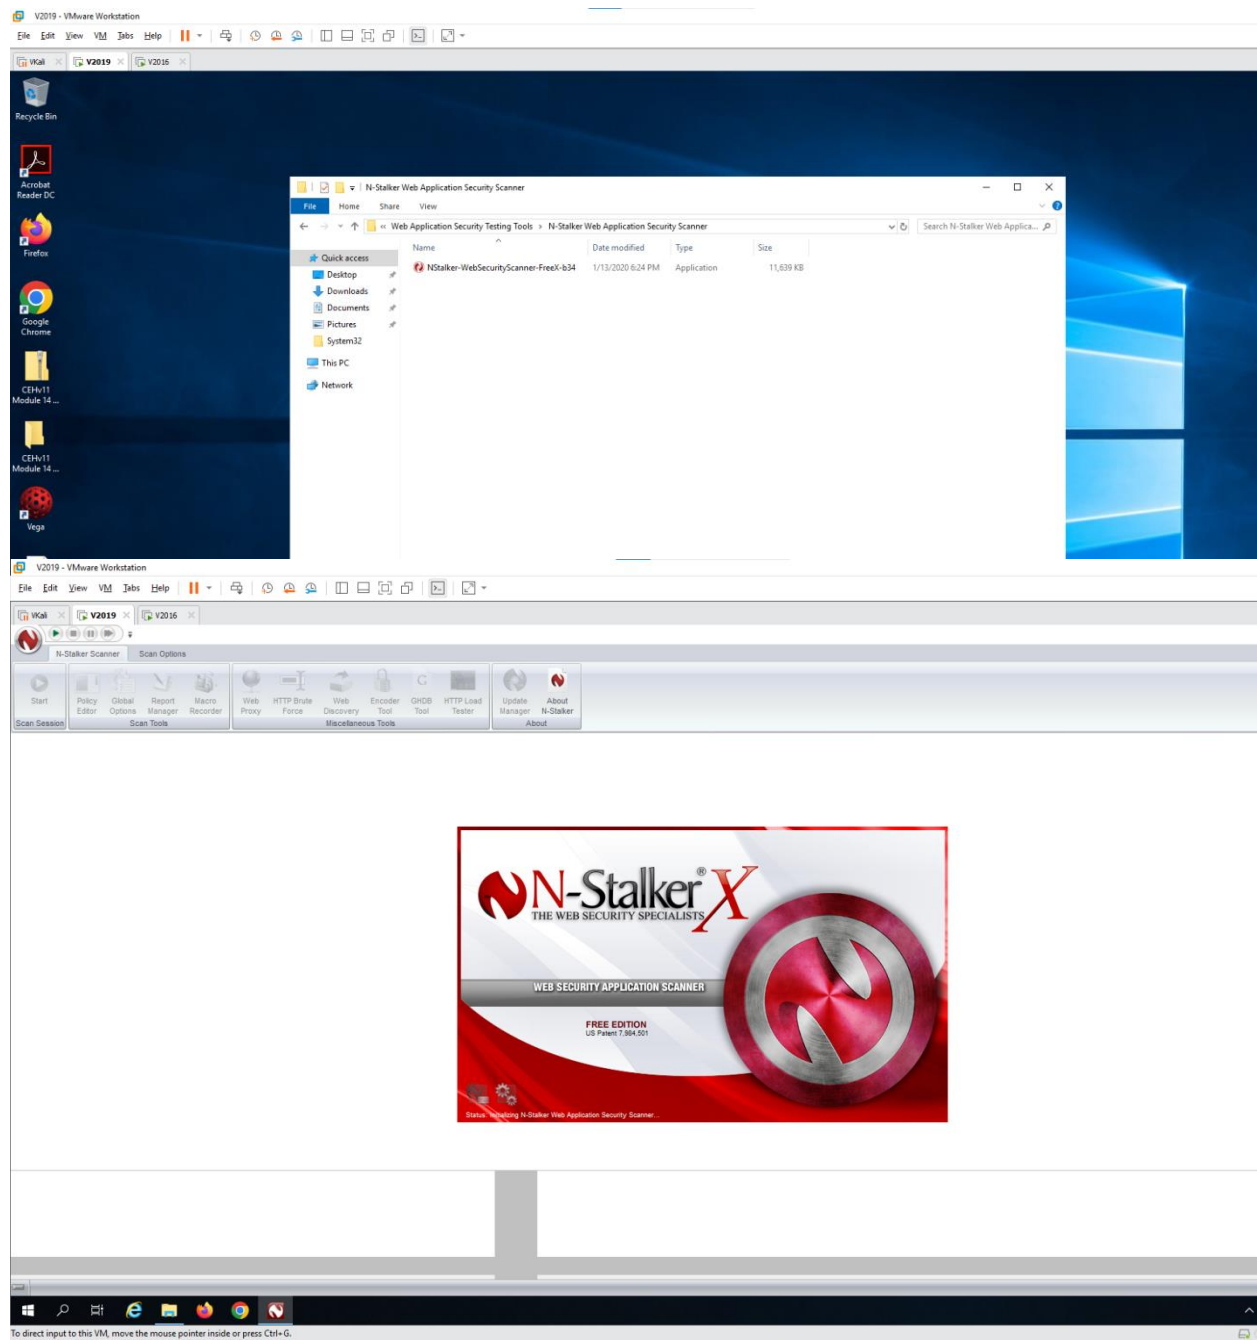 V2019 - VMware Workstation
File Edit View VM Tabs Help
VKali V2019 V2016
Recycle Bin
Acrobat
Reader DC
Firefox
Google
Chrome
CEHv11
Module 14 ...
CEHv11
Module 14 ...
Vega
N-Stalker Web Application Security Scanner
File Home Share View
« Web Application Security Testing Tools › N-Stalker Web Application Security Scanner
Search N-Stalker Web Applica...
Name Date modified Type Size
NStalker-WebSecurityScanner-FreeX-b34 1/13/2020 6:24 PM Application 11,639 KB
Quick access
Desktop
Downloads
Documents
Pictures
System32
This PC
Network
V2019 - VMware Workstation
File Edit View VM Tabs Help
VKali V2019 V2016
N-Stalker Scanner Scan Options
Start
Policy Editor
Global Options
Report Manager
Macro Recorder
Web Proxy
HTTP Brute Force
Web Discovery
Encoder Tool
GHDB Tool
HTTP Load Tester
Update Manager
About N-Stalker
Scan Session Scan Tools Miscellaneous Tools About
N-Stalker® X
THE WEB SECURITY SPECIALISTS
WEB SECURITY APPLICATION SCANNER
FREE EDITION
US Patent 7,984,501
Status: Initializing N-Stalker Web Application Security Scanner...
To direct input to this VM, move the mouse pointer inside or press Ctrl+G.